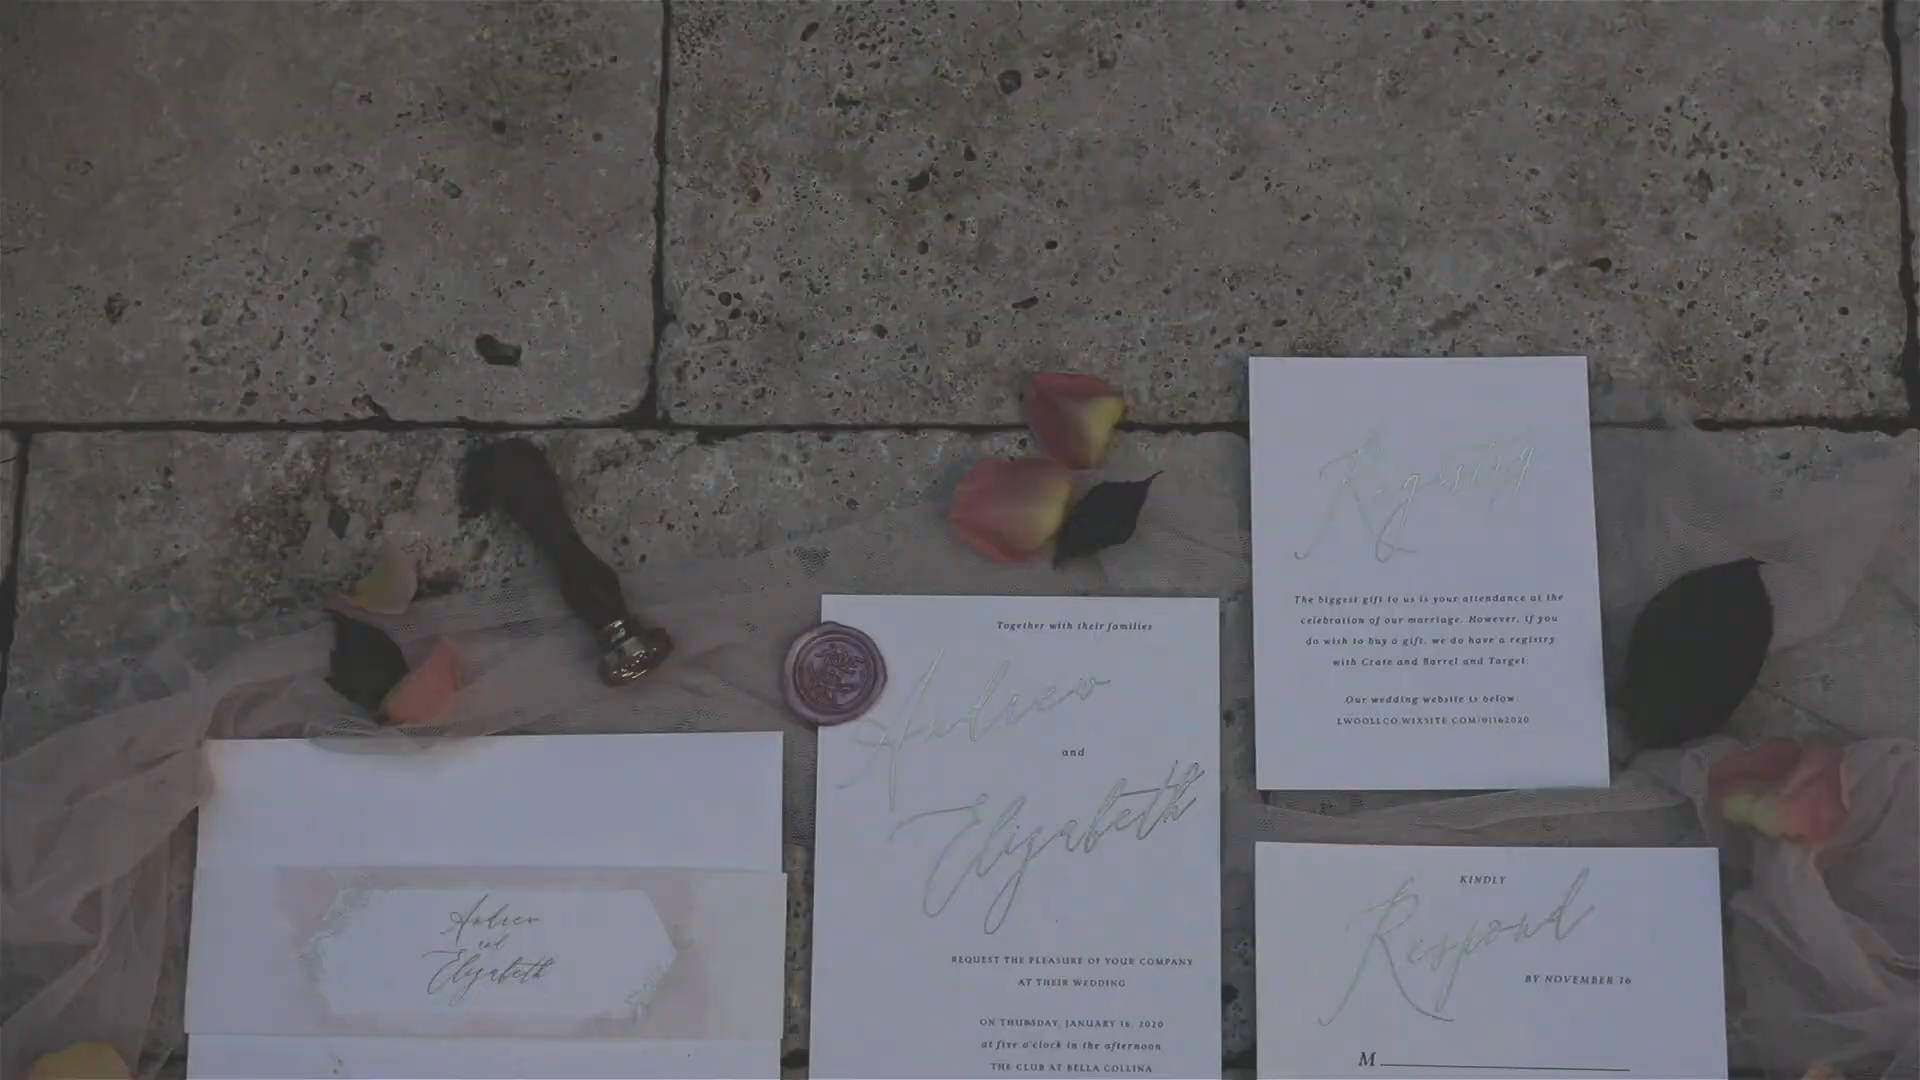 Andrew
and
Elizabeth
Together with their families
Andrew
and
Elizabeth
REQUEST THE PLEASURE OF YOUR COMPANY
AT THEIR WEDDING
ON THURSDAY, JANUARY 16, 2020
at five o'clock in the afternoon
THE CLUB AT BELLA COLLINA
Registry
The biggest gift to us is your attendance at the
celebration of our marriage. However, if you
do wish to buy a gift, we do have a registry
with Crate and Barrel and Target.
Our wedding website is below.
LWOOLLCO.WIXSITE.COM/01162020
KINDLY
Respond
BY NOVEMBER 16
M